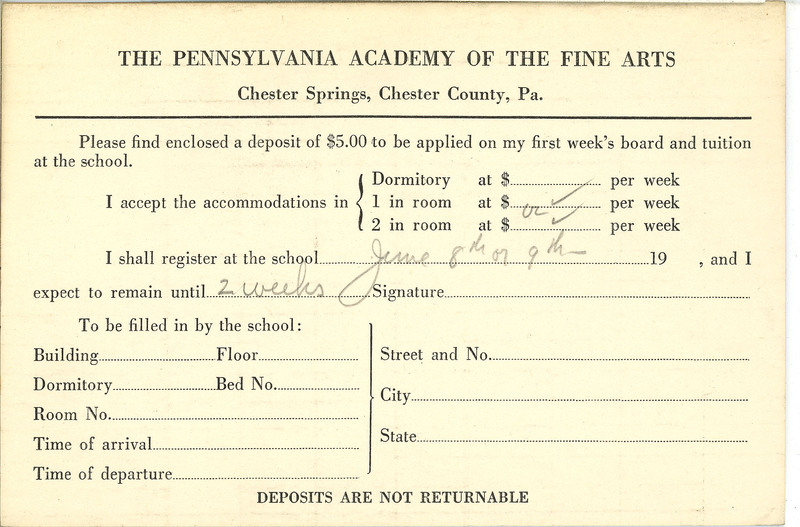 THE PENNSYLVANIA ACADEMY OF THE FINE ARTS
Chester Springs, Chester County, Pa.
Please find enclosed a deposit of $5.00 to be applied on my first week's board and tuition
at the school.
I accept the accommodations in
Dormitory at $ per week
1 in room at $ ✓ per week
or
2 in room at $ ✓ per week
I shall register at the school June 8th or 9th 19 , and I
expect to remain until 2 weeks Signature
To be filled in by the school:
Building Floor
Dormitory Bed No.
Room No.
Time of arrival
Time of departure
Street and No.
City
State
DEPOSITS ARE NOT RETURNABLE